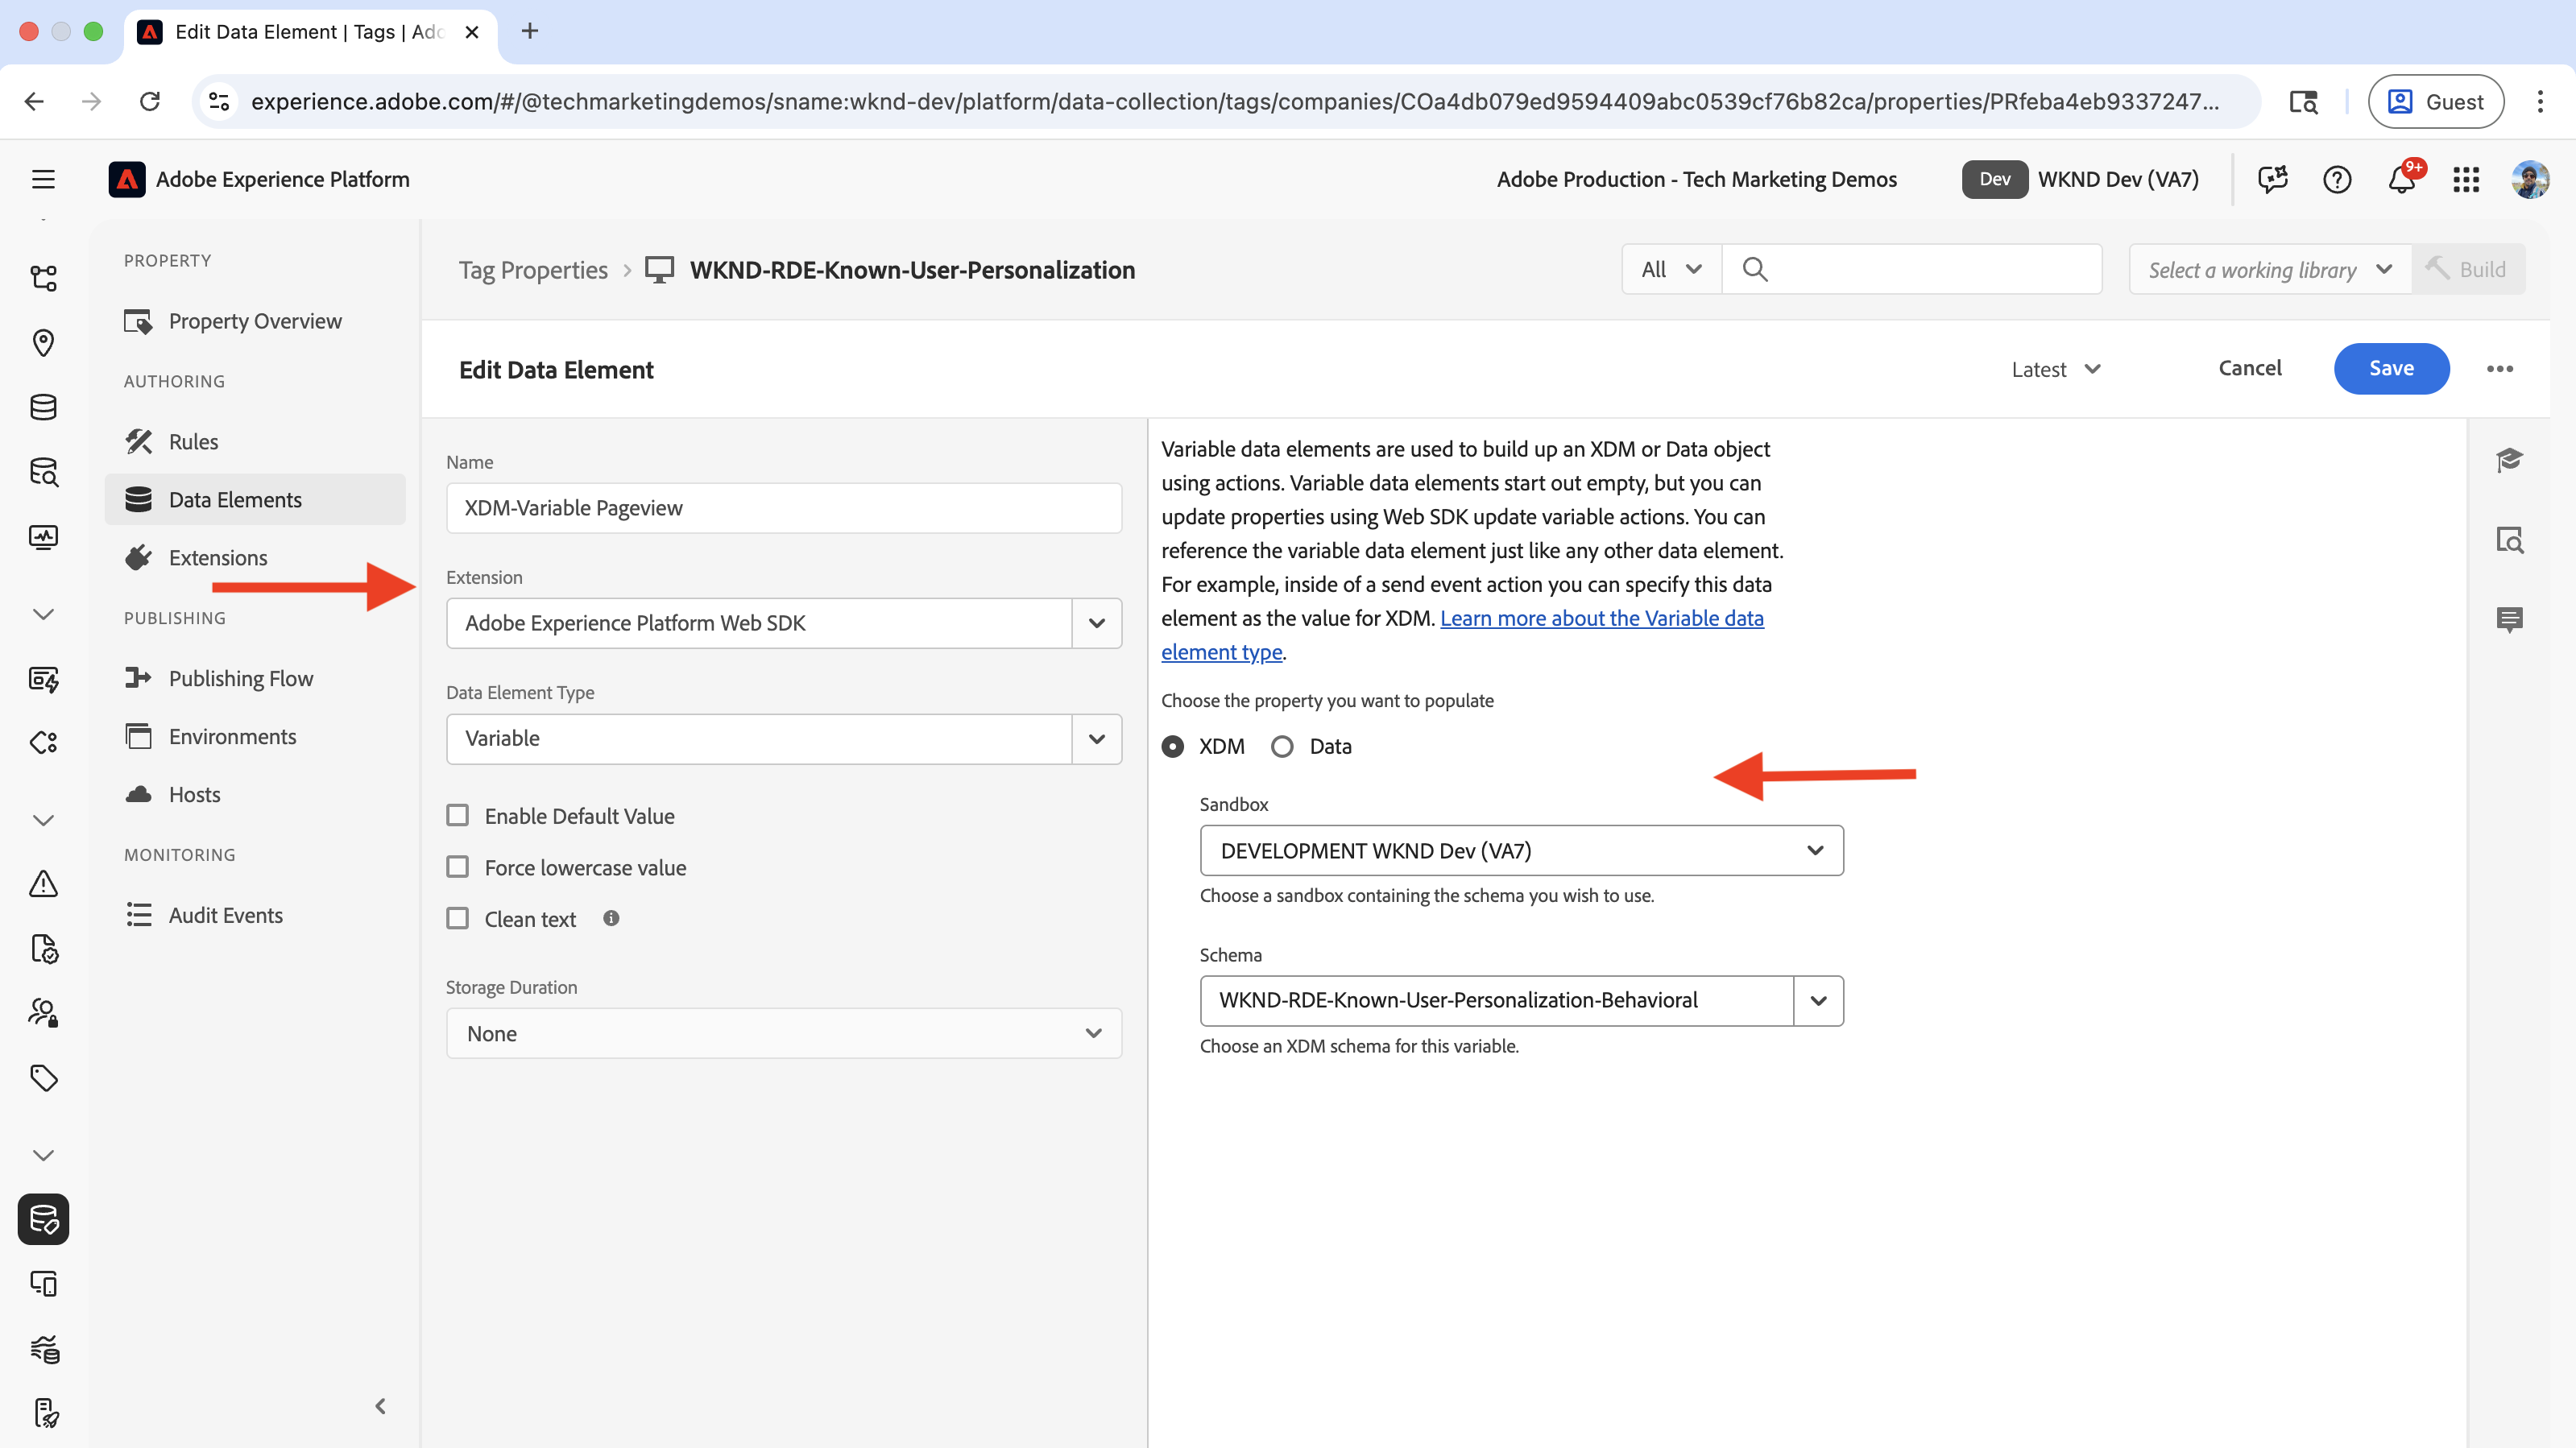 Edit Data Element | Tags | Ado
experience.adobe.com/#/@techmarketingdemos/sname:wknd-dev/platform/data-collection/tags/companies/COa4db079ed9594409abc0539cf76b82ca/properties/PRfeba4eb9337247...
Guest
Adobe Experience Platform
Adobe Production - Tech Marketing Demos
Dev
WKND Dev (VA7)
9+
PROPERTY
Property Overview
AUTHORING
Rules
Data Elements
Extensions
PUBLISHING
Publishing Flow
Environments
Hosts
MONITORING
Audit Events
Tag Properties
WKND-RDE-Known-User-Personalization
All
Select a working library
Build
Edit Data Element
Latest
Cancel
Save
Name
XDM-Variable Pageview
Extension
Adobe Experience Platform Web SDK
Data Element Type
Variable
Enable Default Value
Force lowercase value
Clean text
Storage Duration
None
Variable data elements are used to build up an XDM or Data object
using actions. Variable data elements start out empty, but you can
update properties using Web SDK update variable actions. You can
reference the variable data element just like any other data element.
For example, inside of a send event action you can specify this data
element as the value for XDM. Learn more about the Variable data
element type.
Choose the property you want to populate
XDM
Data
Sandbox
DEVELOPMENT WKND Dev (VA7)
Choose a sandbox containing the schema you wish to use.
Schema
WKND-RDE-Known-User-Personalization-Behavioral
Choose an XDM schema for this variable.